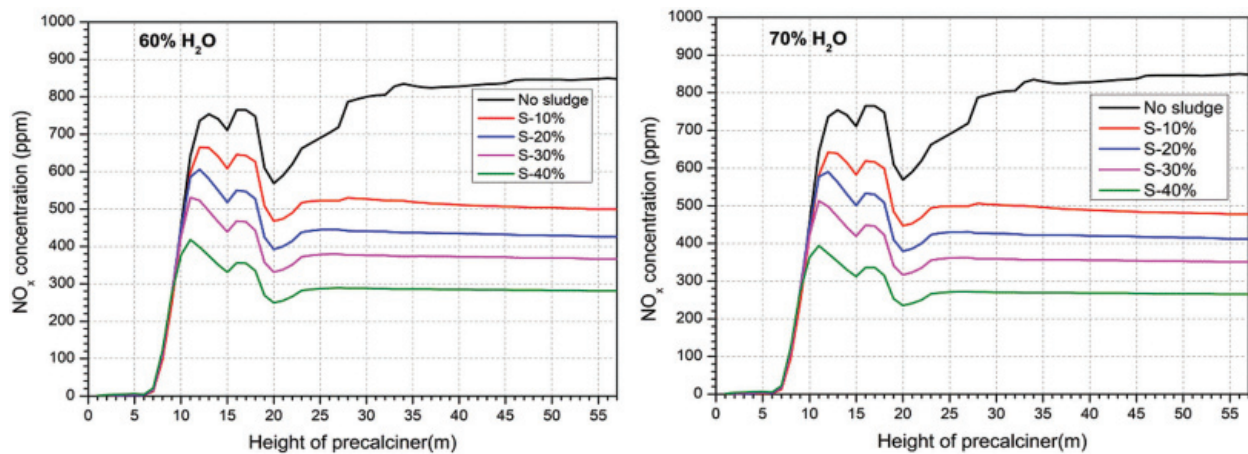 60% H₂O
1000
900
800
700
600
500
400
300
200
100
0
NOₓ concentration (ppm)
No sludge
S-10%
S-20%
S-30%
S-40%
0 5 10 15 20 25 30 35 40 45 50 55
Height of precalciner(m)
70% H₂O
1000
900
800
700
600
500
400
300
200
100
0
NOₓ concentration (ppm)
No sludge
S-10%
S-20%
S-30%
S-40%
0 5 10 15 20 25 30 35 40 45 50 55
Height of precalciner(m)